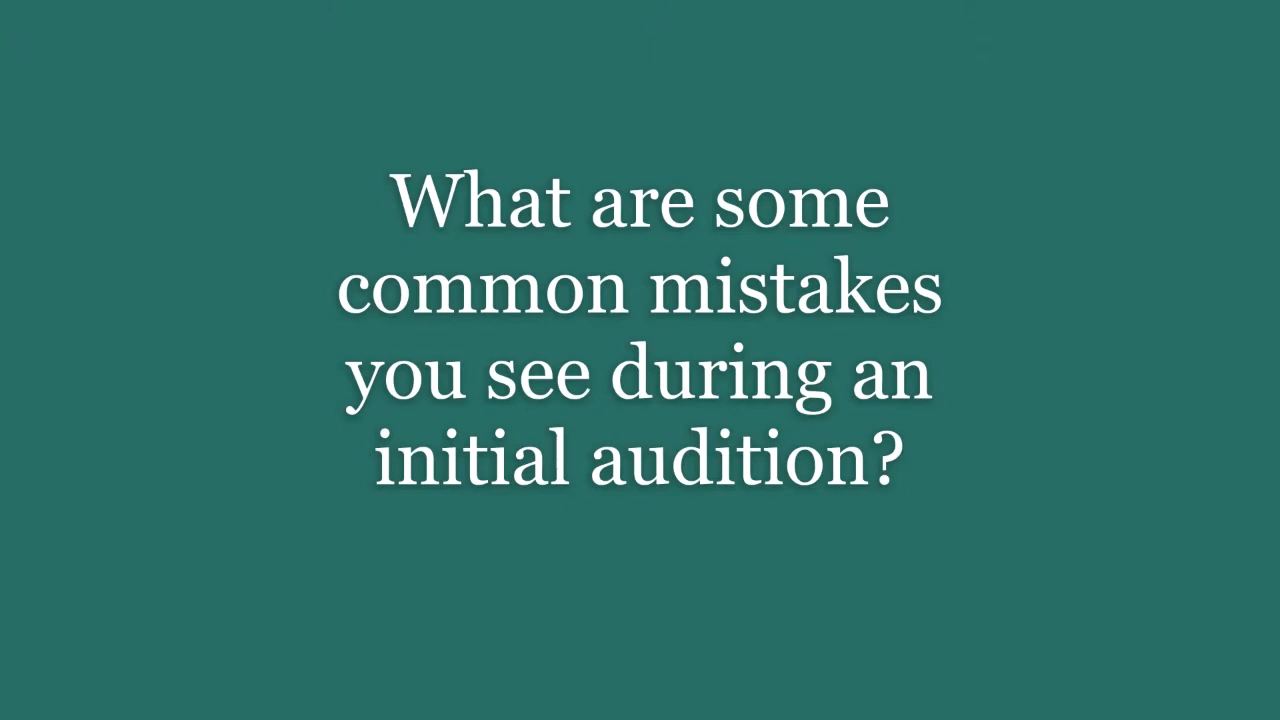 What are some
common mistakes
you see during an
initial audition?